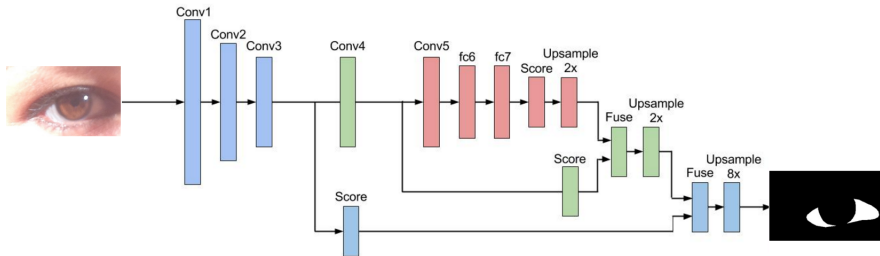 Conv1
Conv2
Conv3
Conv4
Conv5
fc6
fc7
Score
Upsample
2x
Fuse
Upsample
2x
Score
Fuse
Upsample
8x
Score